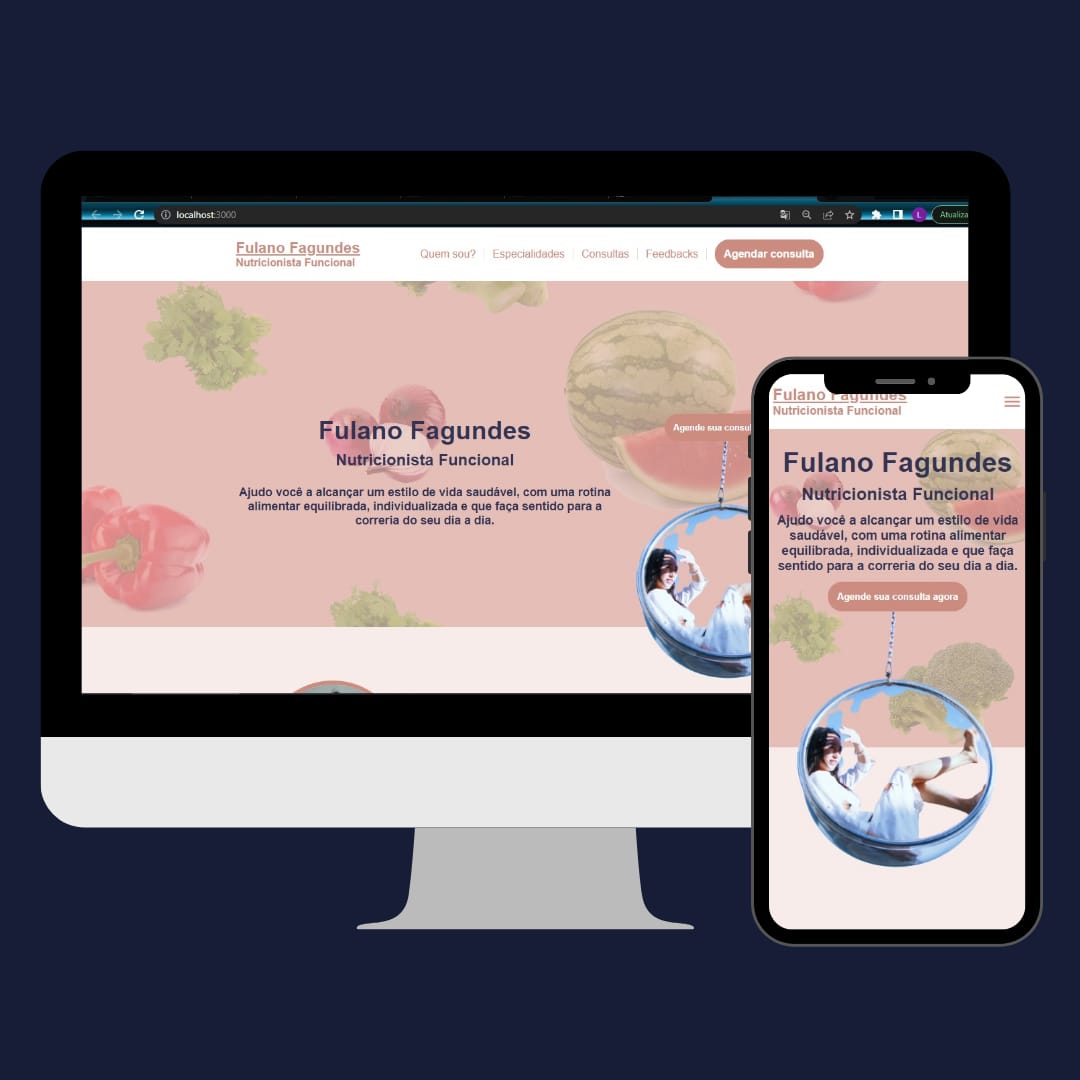 localhost:3000
L
Atualiza
Fulano Fagundes
Nutricionista Funcional
Quem sou?
Especialidades
Consultas
Feedbacks
Agendar consulta
Fulano Fagundes
Nutricionista Funcional
Ajudo você a alcançar um estilo de vida saudável, com uma rotina
alimentar equilibrada, individualizada e que faça sentido para a
correria do seu dia a dia.
Agende sua consul
Fulano Fagundes
Nutricionista Funcional
Fulano Fagundes
Nutricionista Funcional
Ajudo você a alcançar um estilo de vida
saudável, com uma rotina alimentar
equilibrada, individualizada e que faça
sentido para a correria do seu dia a dia.
Agende sua consulta agora